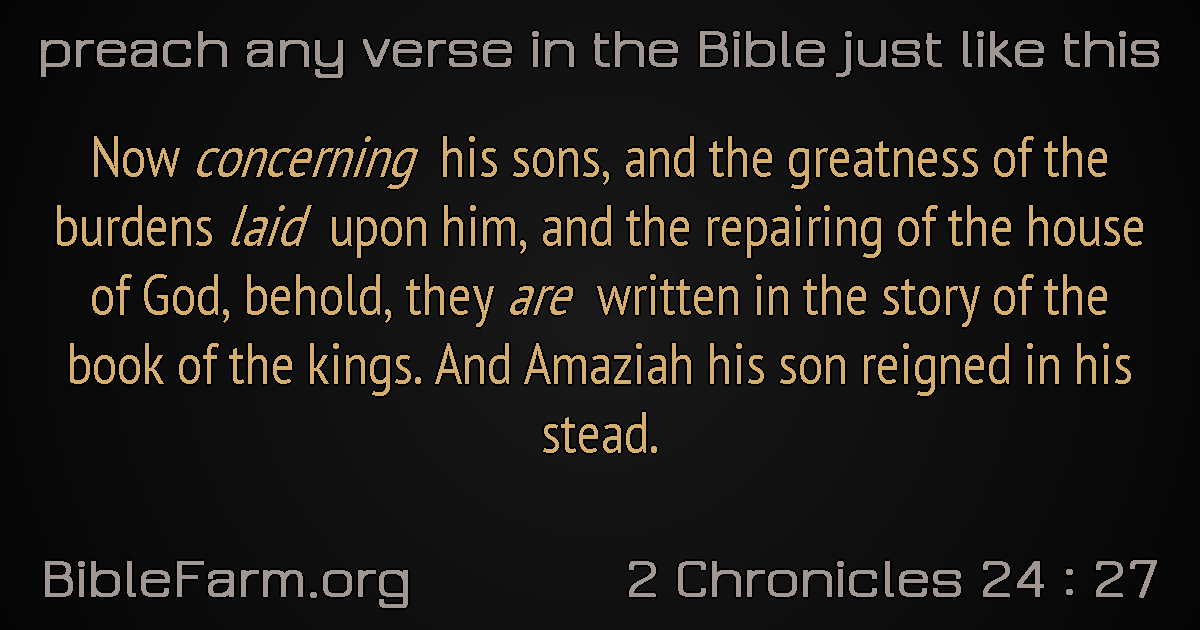 preach any verse in the Bible just like this
Now concerning his sons, and the greatness of the
burdens laid upon him, and the repairing of the house
of God, behold, they are written in the story of the
book of the kings. And Amaziah his son reigned in his
stead.
BibleFarm.org
2 Chronicles 24 : 27